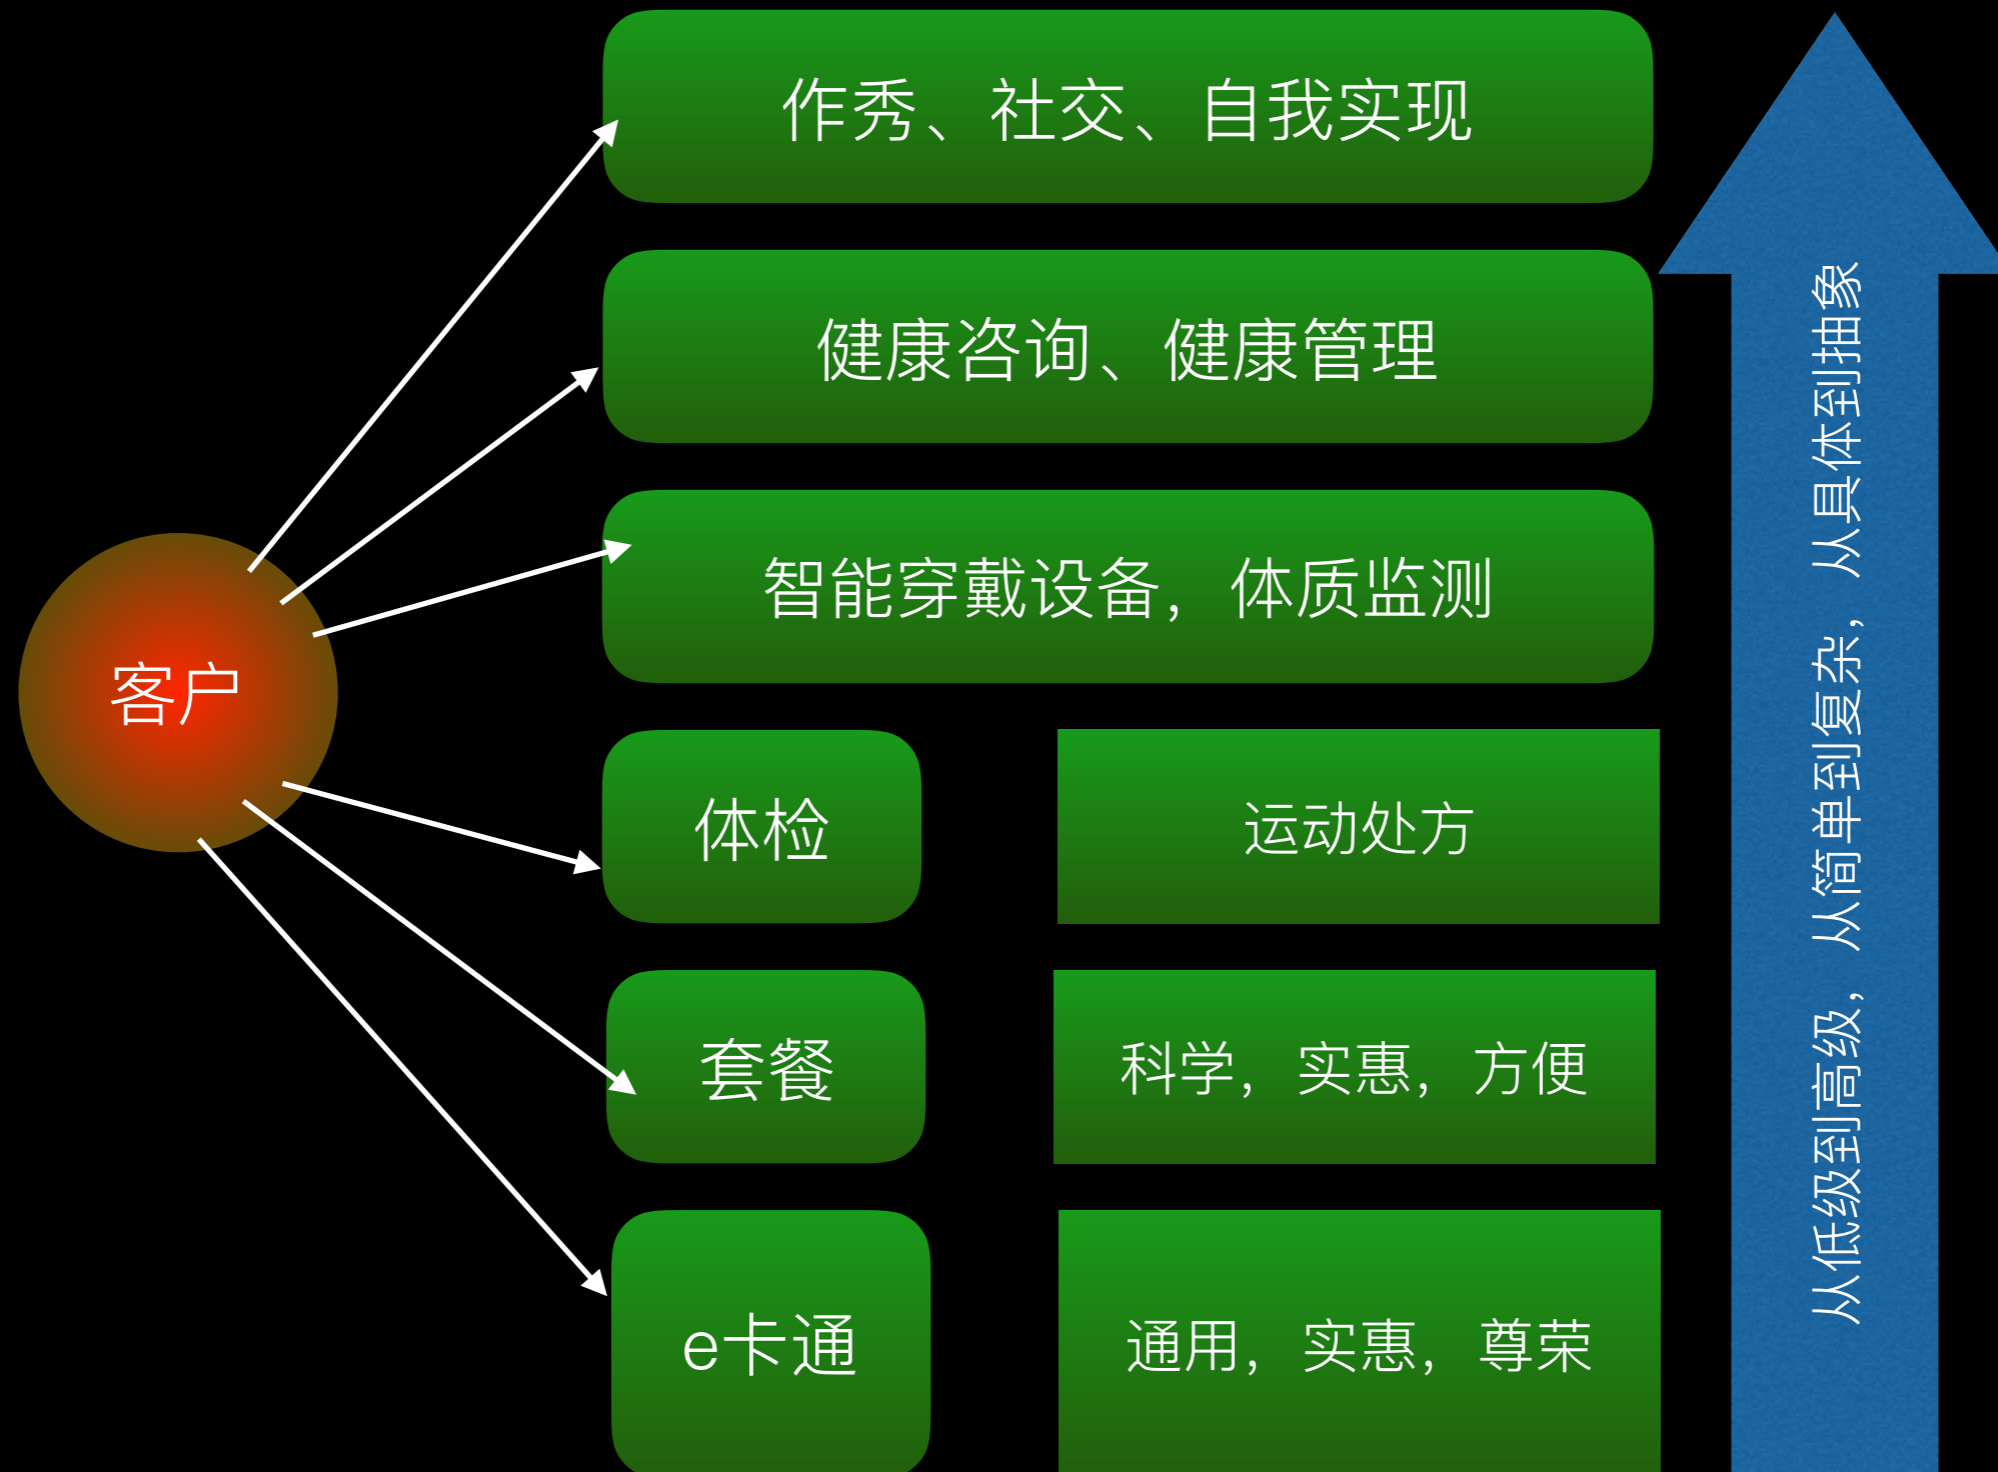 作秀、社交、自我实现
健康咨询、健康管理
智能穿戴设备，体质监测
客户
体检
运动处方
套餐
科学，实惠，方便
e卡通
通用，实惠，尊荣
从低级到高级，从简单到复杂，从具体到抽象